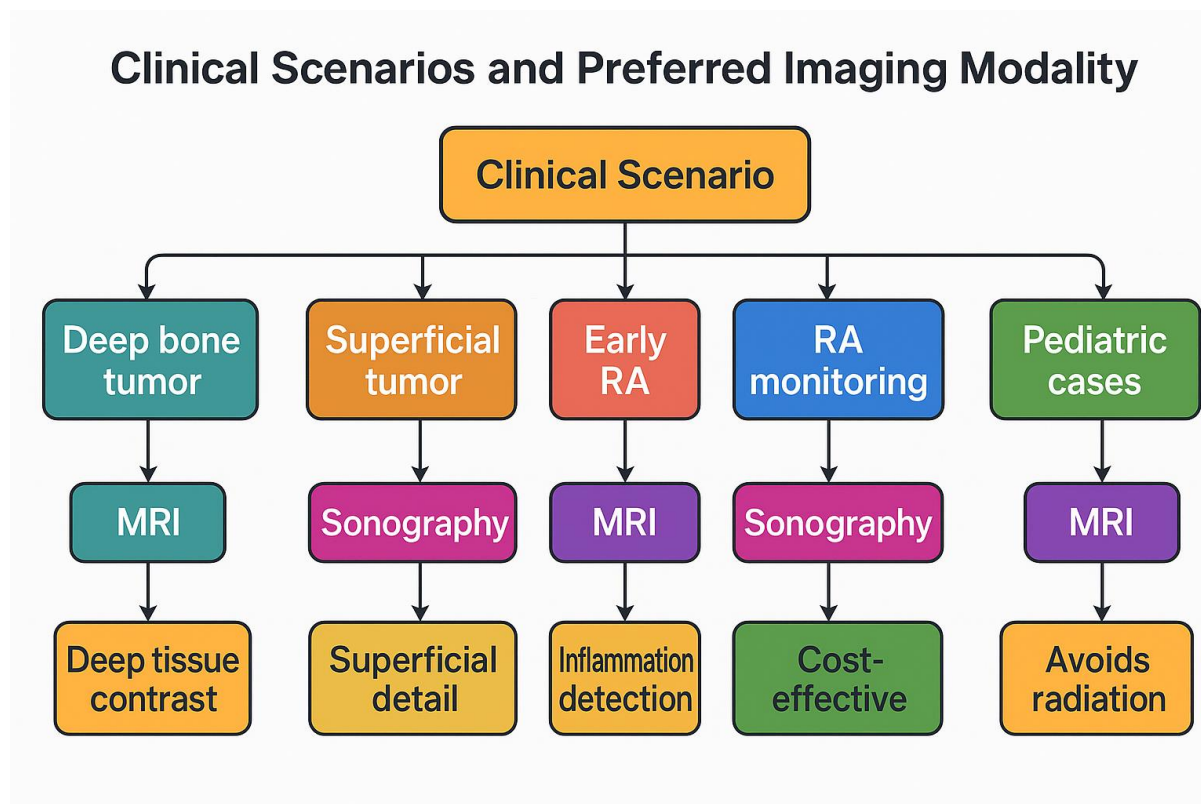 Clinical Scenarios and Preferred Imaging Modality
Clinical Scenario
Deep bone
tumor
Superficial
tumor
Early
RA
RA
monitoring
Pediatric
cases
MRI
Sonography
MRI
Sonography
MRI
Deep tissue
contrast
Superficial
detail
Inflammation
detection
Cost-
effective
Avoids
radiation